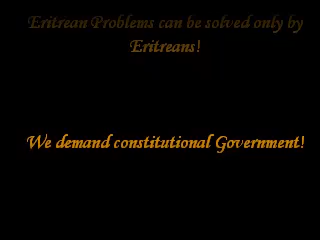 Eritrean Problems can be solved only by
Eritreans!
We demand constitutional Government!